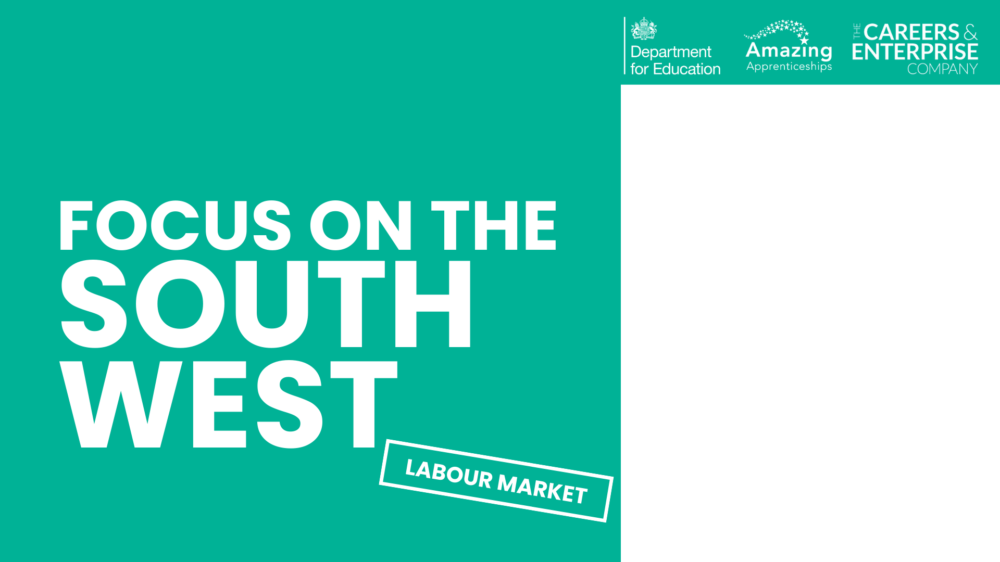 Department
for Education
Amazing
Apprenticeships
THE CAREERS &
ENTERPRISE
COMPANY
FOCUS ON THE
SOUTH
WEST
LABOUR MARKET